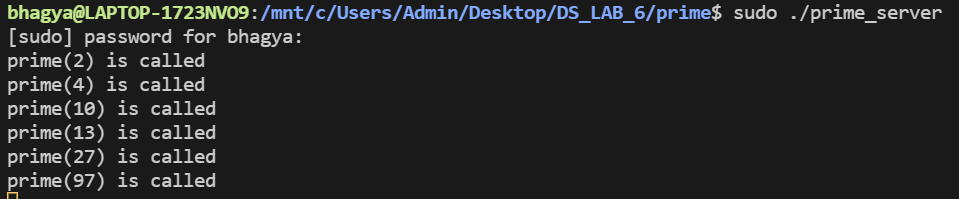 bhagya@LAPTOP-1723NVO9:/mnt/c/Users/Admin/Desktop/DS_LAB_6/prime$ sudo ./prime_server
[sudo] password for bhagya:
prime(2) is called
prime(4) is called
prime(10) is called
prime(13) is called
prime(27) is called
prime(97) is called